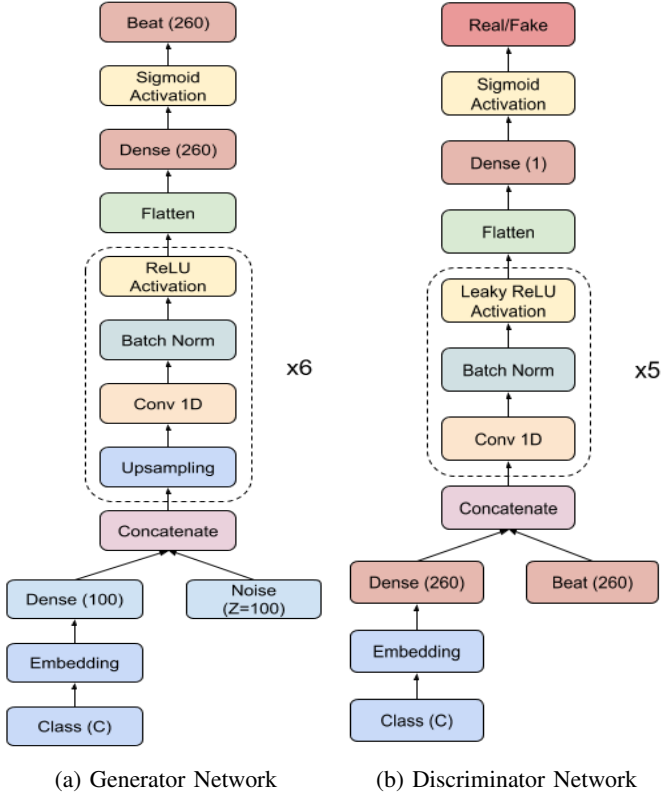 Beat (260)
Sigmoid
Activation
Dense (260)
Flatten
ReLU
Activation
Batch Norm
Conv 1D
Upsampling
x6
Concatenate
Dense (100)
Noise
(Z=100)
Embedding
Class (C)
(a) Generator Network
Real/Fake
Sigmoid
Activation
Dense (1)
Flatten
Leaky ReLU
Activation
Batch Norm
Conv 1D
x5
Concatenate
Dense (260)
Beat (260)
Embedding
Class (C)
(b) Discriminator Network